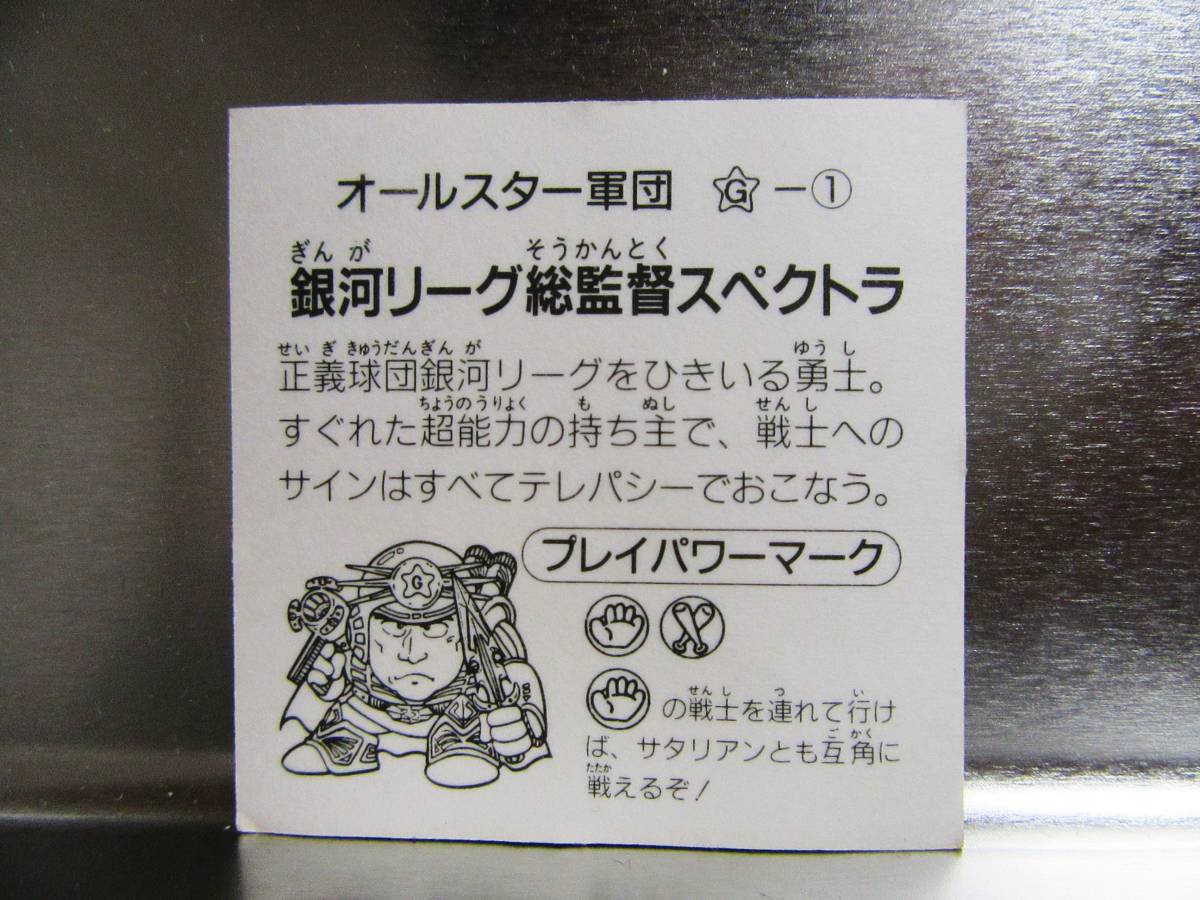 オールスター軍団 G－①
ぎんが そうかんとく
銀河リーグ総監督スペクトラ
せいぎきゅうだんぎんが ゆうし
正義球団銀河リーグをひきいる勇士。
ちょうのうりょく も ぬし せんし
すぐれた超能力の持ち主で、戦士への
サインはすべてテレパシーでおこなう。
プレイパワーマーク
G
せんし つ い
の戦士を連れて行け
ごかく
ば、サタリアンとも互角に
たたか
戦えるぞ！